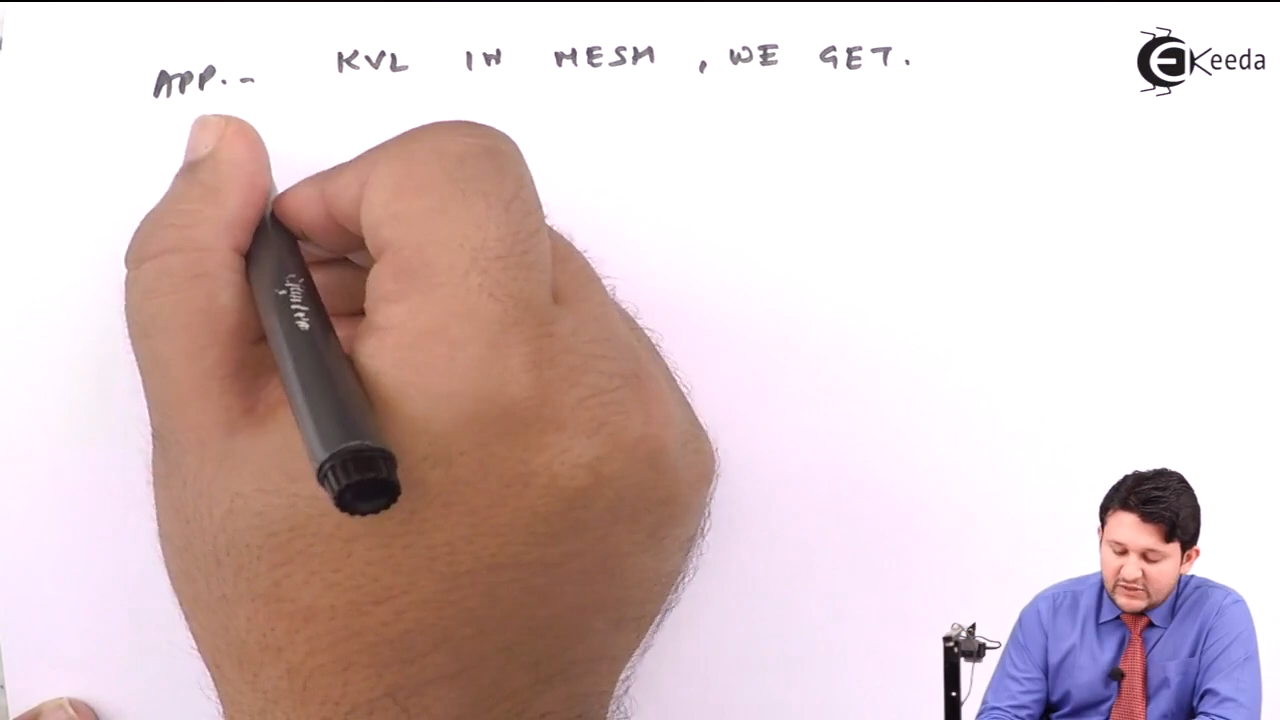 APP.- KVL IN MESH , WE GET.
EKeeda